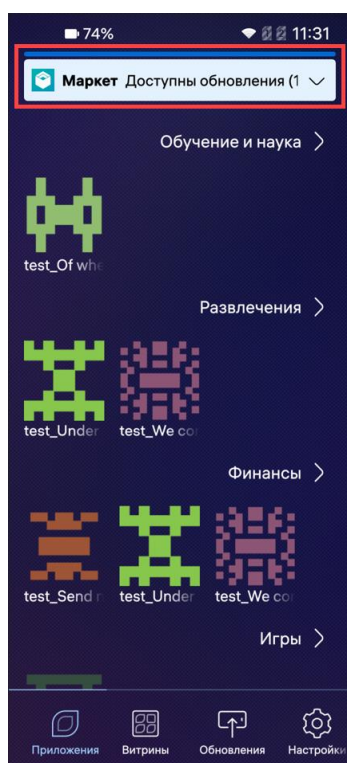 74% 11:31
Маркет Доступны обновления (1
Обучение и наука
test_Of whe
Развлечения
test_Under test_We co
Финансы
test_Send test_Under test_We co
Игры
Приложения Витрины Обновления Настройки